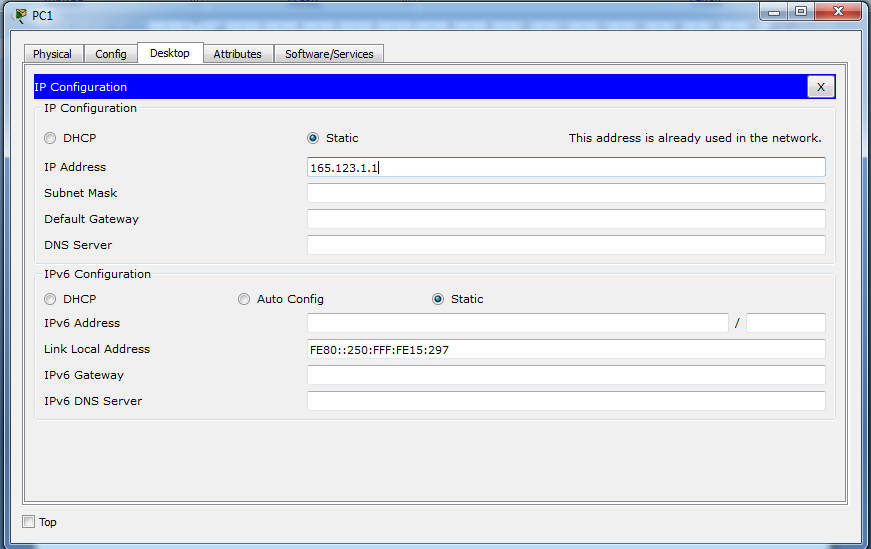 PC1
Physical Config Desktop Attributes Software/Services
IP Configuration X
IP Configuration
DHCP Static This address is already used in the network.
IP Address 165.123.1.1
Subnet Mask
Default Gateway
DNS Server
IPv6 Configuration
DHCP Auto Config Static
IPv6 Address /
Link Local Address FE80::250:FFF:FE15:297
IPv6 Gateway
IPv6 DNS Server
Top